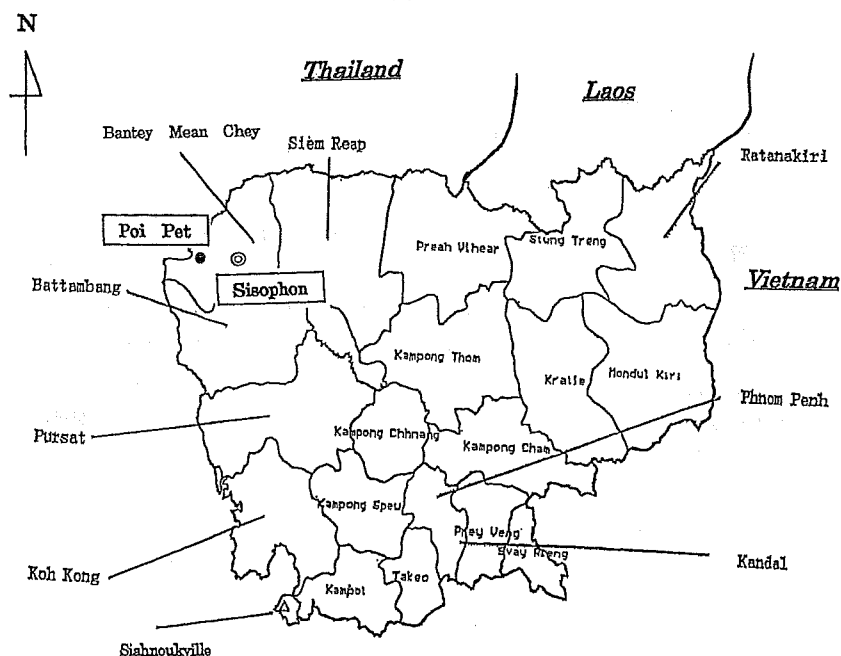 N
Thailand
Laos
Bantey Mean Chey
Sièm Reap
Ratanakiri
Poi Pet
Preah Vihear
Stung Treng
Battambang
Sisophon
Vietnam
Kampong Thom
Kratie
Mondul Kiri
Phnom Penh
Pursat
Kampong Chhnang
Kampong Cham
Kampong Speu
Prey Veng
Svay Rieng
Kandal
Koh Kong
Kampot
Takeo
Siahnoukville